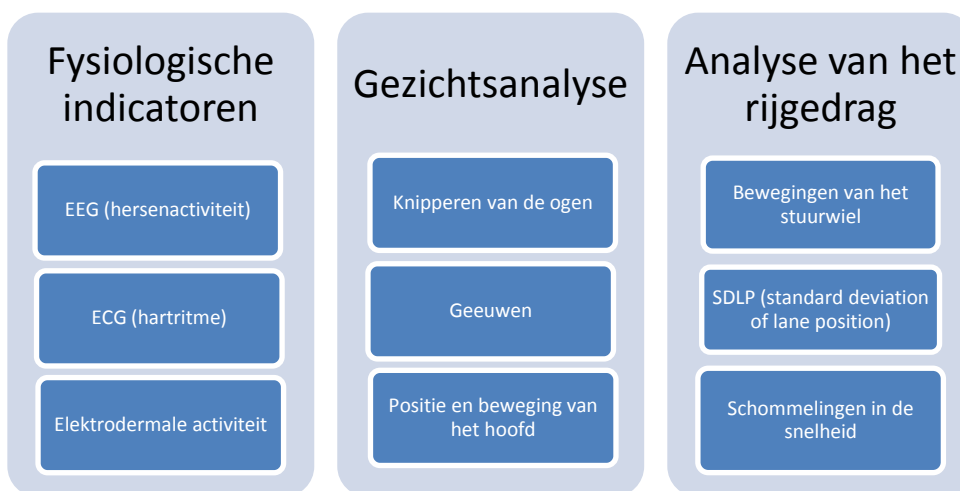 Fysiologische
indicatoren
EEG (hersenactiviteit)
ECG (hartritme)
Elektrodermale activiteit
Gezichtsanalyse
Knipperen van de ogen
Geeuwen
Positie en beweging van
het hoofd
Analyse van het
rijgedrag
Bewegingen van het
stuurwiel
SDLP (standard deviation
of lane position)
Schommelingen in de
snelheid